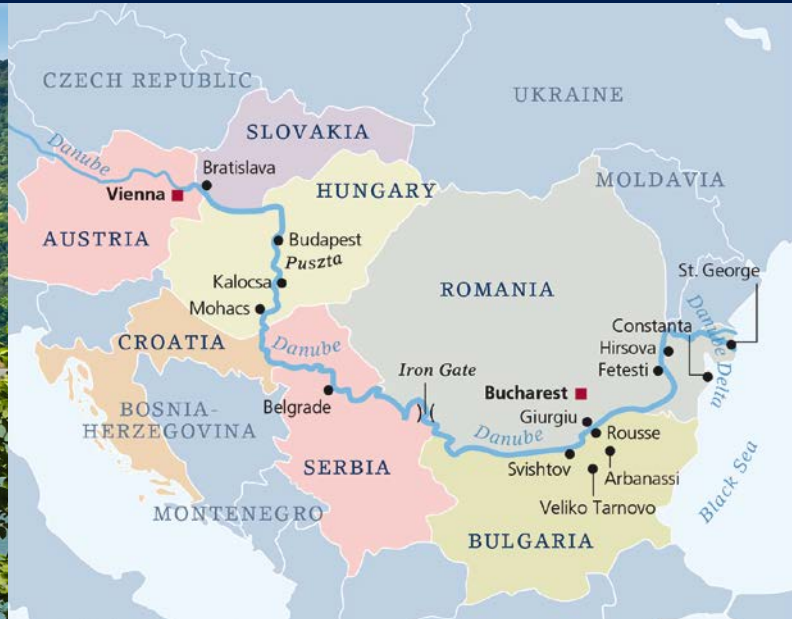 CZECH REPUBLIC
UKRAINE
SLOVAKIA
Danube
Bratislava
Vienna
HUNGARY
MOLDAVIA
AUSTRIA
Budapest
Puszta
Kalocsa
Mohacs
ROMANIA
St. George
Constanta
Danube Delta
CROATIA
Danube
Hirsova
Fetesti
Iron Gate
Belgrade
Bucharest
BOSNIA-
HERZEGOVINA
Giurgiu
Danube
Rousse
SERBIA
Svishtov
Arbanassi
Veliko Tarnovo
MONTENEGRO
BULGARIA
Black Sea